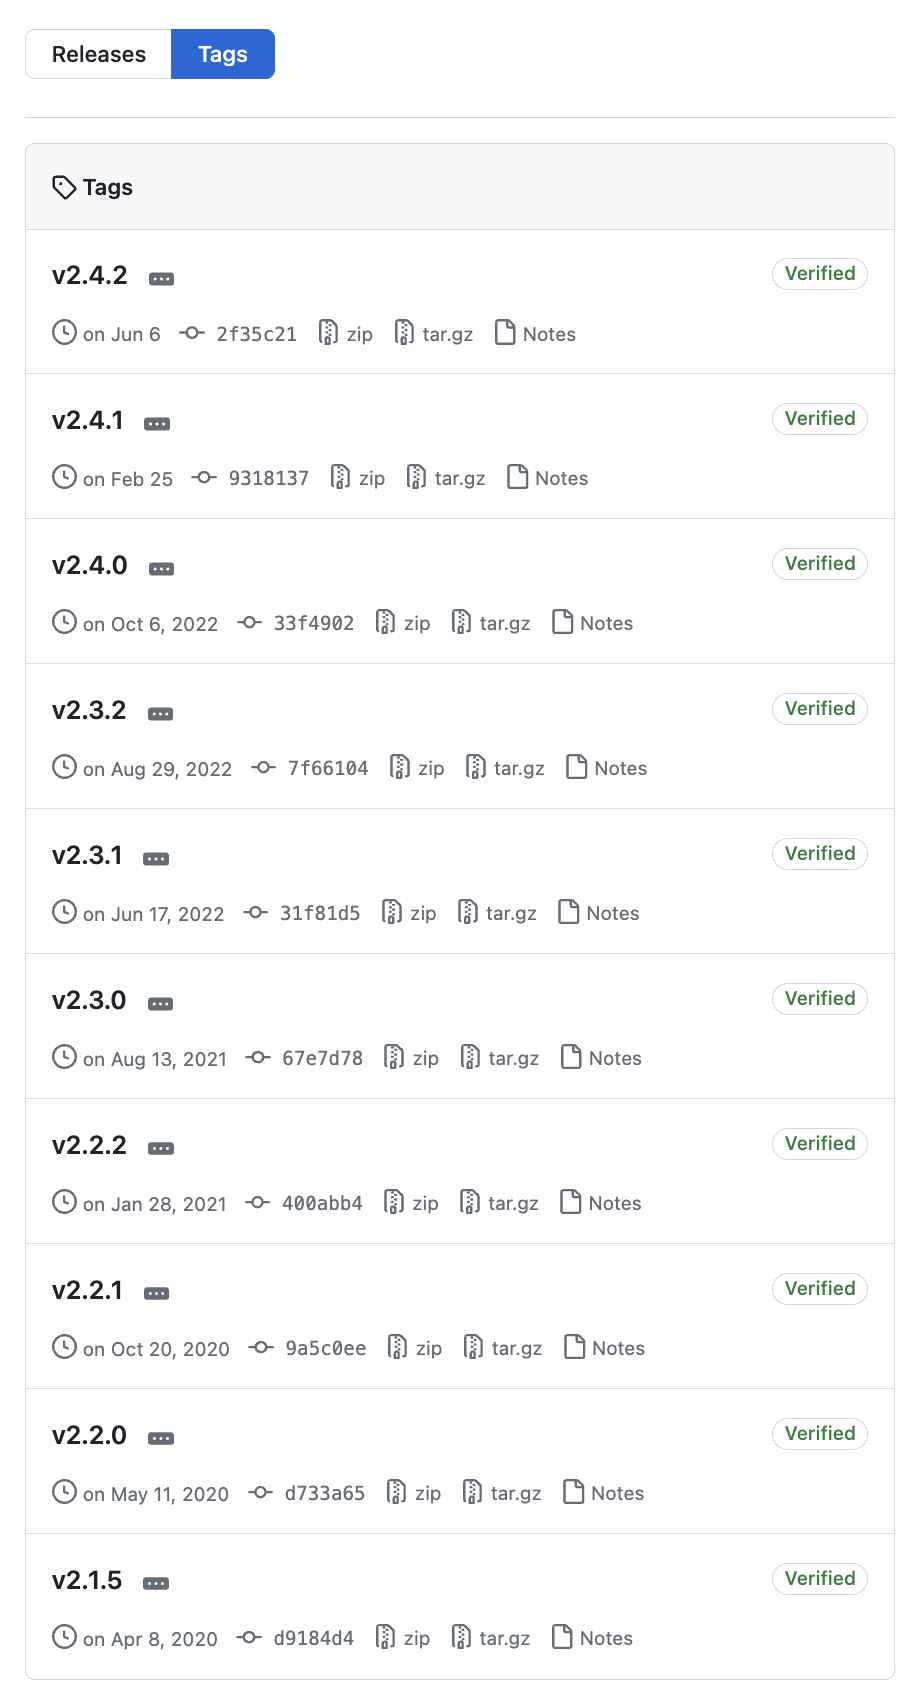 Releases Tags
Tags
v2.4.2 Verified
on Jun 6 2f35c21 zip tar.gz Notes
v2.4.1 Verified
on Feb 25 9318137 zip tar.gz Notes
v2.4.0 Verified
on Oct 6, 2022 33f4902 zip tar.gz Notes
v2.3.2 Verified
on Aug 29, 2022 7f66104 zip tar.gz Notes
v2.3.1 Verified
on Jun 17, 2022 31f81d5 zip tar.gz Notes
v2.3.0 Verified
on Aug 13, 2021 67e7d78 zip tar.gz Notes
v2.2.2 Verified
on Jan 28, 2021 400abb4 zip tar.gz Notes
v2.2.1 Verified
on Oct 20, 2020 9a5c0ee zip tar.gz Notes
v2.2.0 Verified
on May 11, 2020 d733a65 zip tar.gz Notes
v2.1.5 Verified
on Apr 8, 2020 d9184d4 zip tar.gz Notes